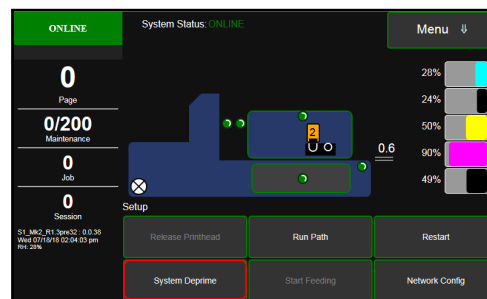 ONLINE
System Status: ONLINE
Menu
0
Page
0/200
Maintenance
0
Job
0
Session
S1_Mk2_R1.3pre32 : 0.0.38
Wed 07/18/18 02:04:03 pm
RH: 28%
28%
24%
50%
90%
49%
2
0.6
Setup
Release Printhead
Run Path
Restart
System Deprime
Start Feeding
Network Config